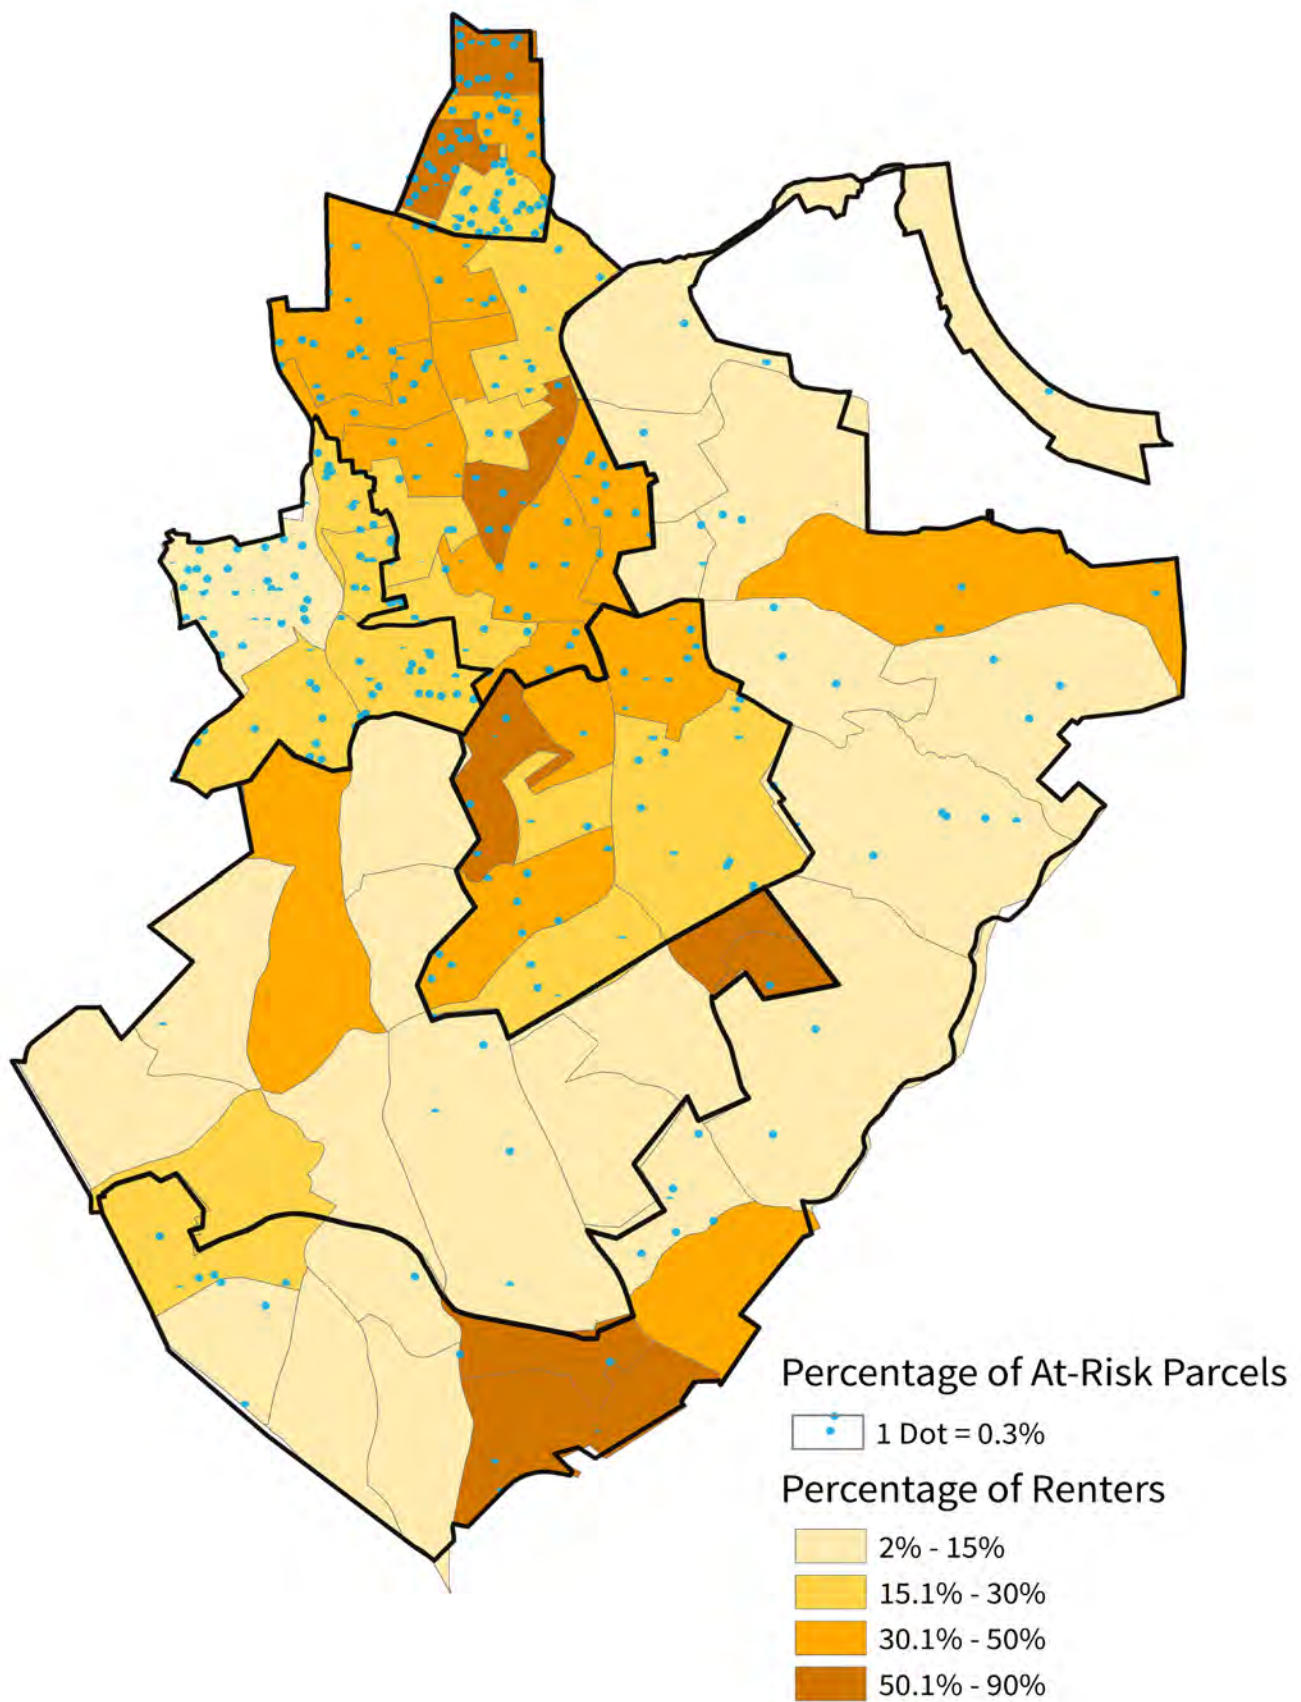 Percentage of At-Risk Parcels
1 Dot = 0.3%
Percentage of Renters
2% - 15%
15.1% - 30%
30.1% - 50%
50.1% - 90%